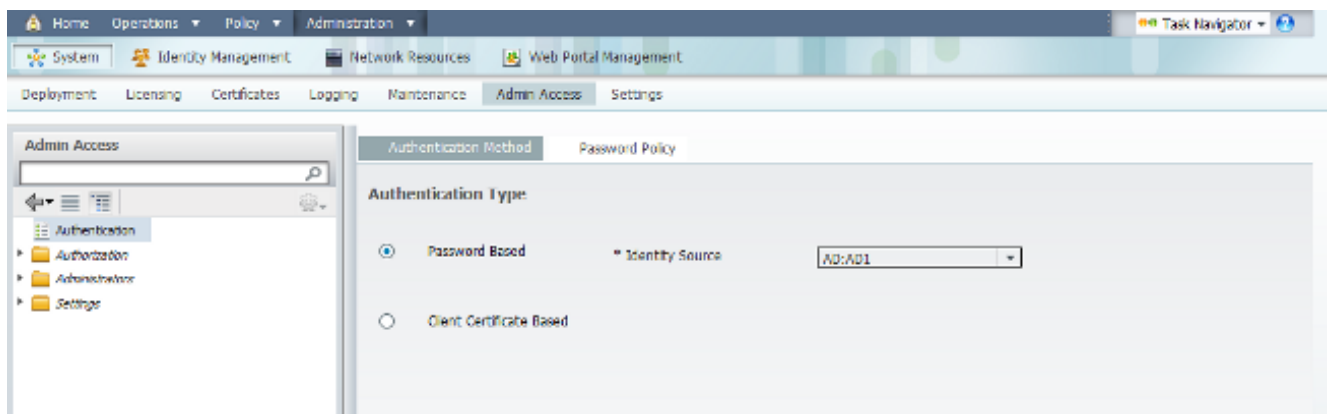 Home Operations Policy Administration Task Navigator
System Identity Management Network Resources Web Portal Management
Deployment Licensing Certificates Logging Maintenance Admin Access Settings
Admin Access
Authentication Method Password Policy
Authentication Type
Authentication
Authorization
Administrators
Settings
Password Based * Identity Source AD:AD1
Client Certificate Based